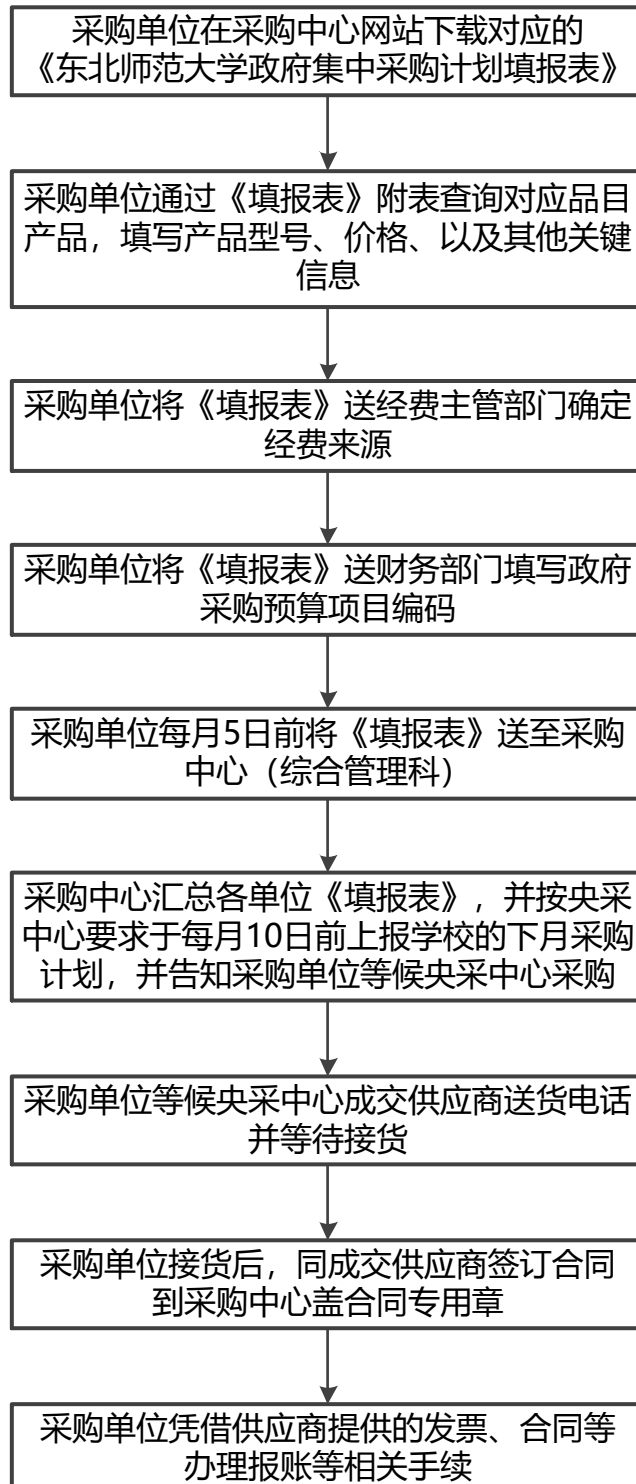 采购单位在采购中心网站下载对应的
《东北师范大学政府集中采购计划填报表》
采购单位通过《填报表》附表查询对应品目
产品，填写产品型号、价格、以及其他关键
信息
采购单位将《填报表》送经费主管部门确定
经费来源
采购单位将《填报表》送财务部门填写政府
采购预算项目编码
采购单位每月5日前将《填报表》送至采购
中心（综合管理科）
采购中心汇总各单位《填报表》，并按央采
中心要求于每月10日前上报学校的下月采购
计划，并告知采购单位等候央采中心采购
采购单位等候央采中心成交供应商送货电话
并等待接货
采购单位接货后，同成交供应商签订合同
到采购中心盖合同专用章
采购单位凭借供应商提供的发票、合同等
办理报账等相关手续